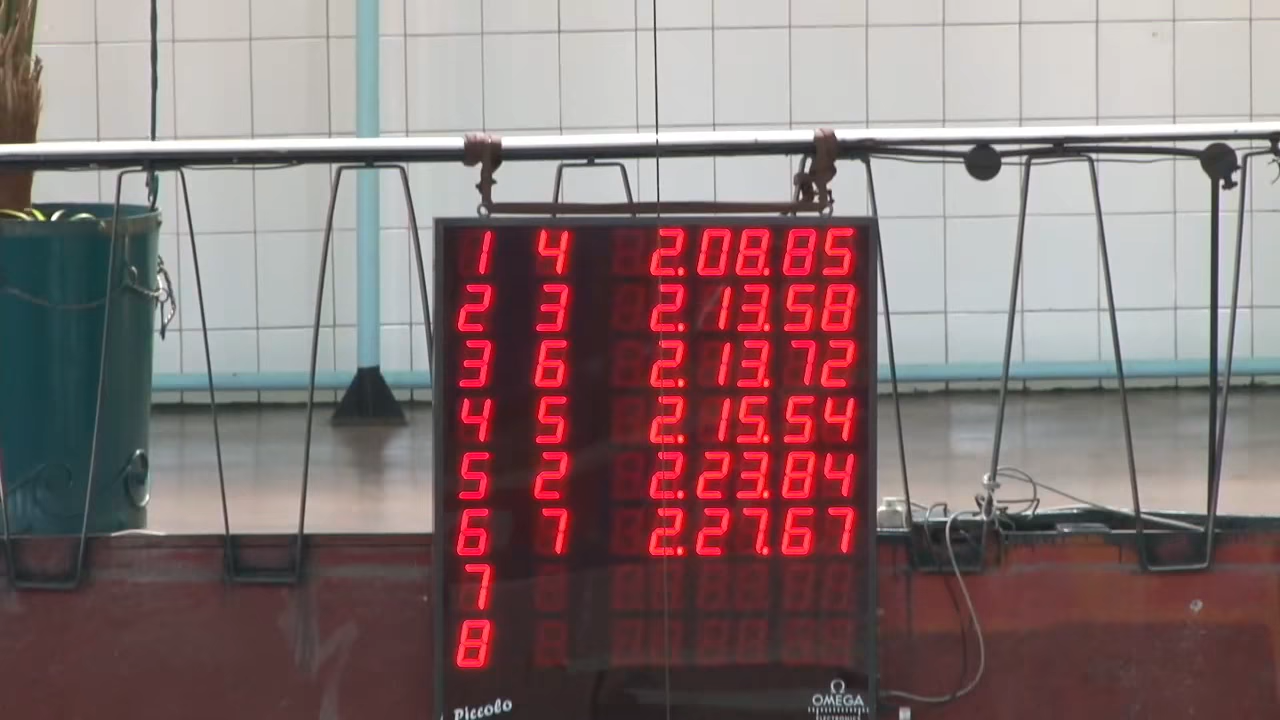 1 4 2.08.85
2 3 2.13.58
3 6 2.13.72
4 5 2.15.54
5 2 2.23.84
6 7 2.27.67
7
8
Piccolo
Ω
OMEGA
ELECTRONICS